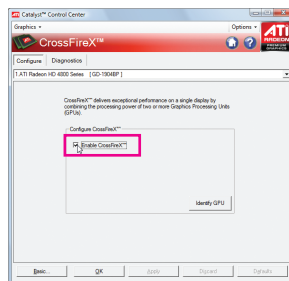 Catalyst™ Control Center
Graphics
Options
CrossFireX™
ATI
RADEON
PREMIUM
GRAPHICS
Configure
Diagnostics
1.ATI Radeon HD 4800 Series [ GD-1904BP ]
CrossFireX™ delivers exceptional performance on a single display by
combining the processing power of two or more Graphics Processing Units
(GPUs).
Configure CrossFireX™
Enable CrossFireX™
Identify GPU
Basic...
OK
Apply
Discard
Defaults